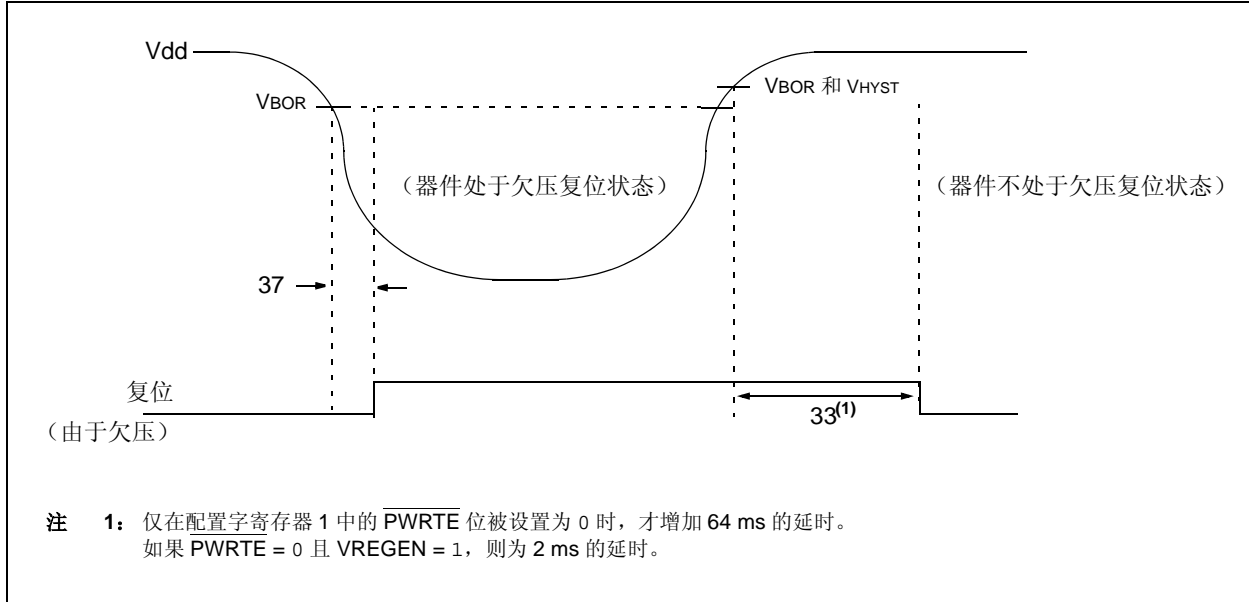 Vdd
VBOR
VBOR 和 VHYST
（器件处于欠压复位状态）
（器件不处于欠压复位状态）
37
复位
（由于欠压）
33(1)
注 1： 仅在配置字寄存器 1 中的 PWRTE 位被设置为 0 时，才增加 64 ms 的延时。
如果 PWRTE = 0 且 VREGEN = 1，则为 2 ms 的延时。